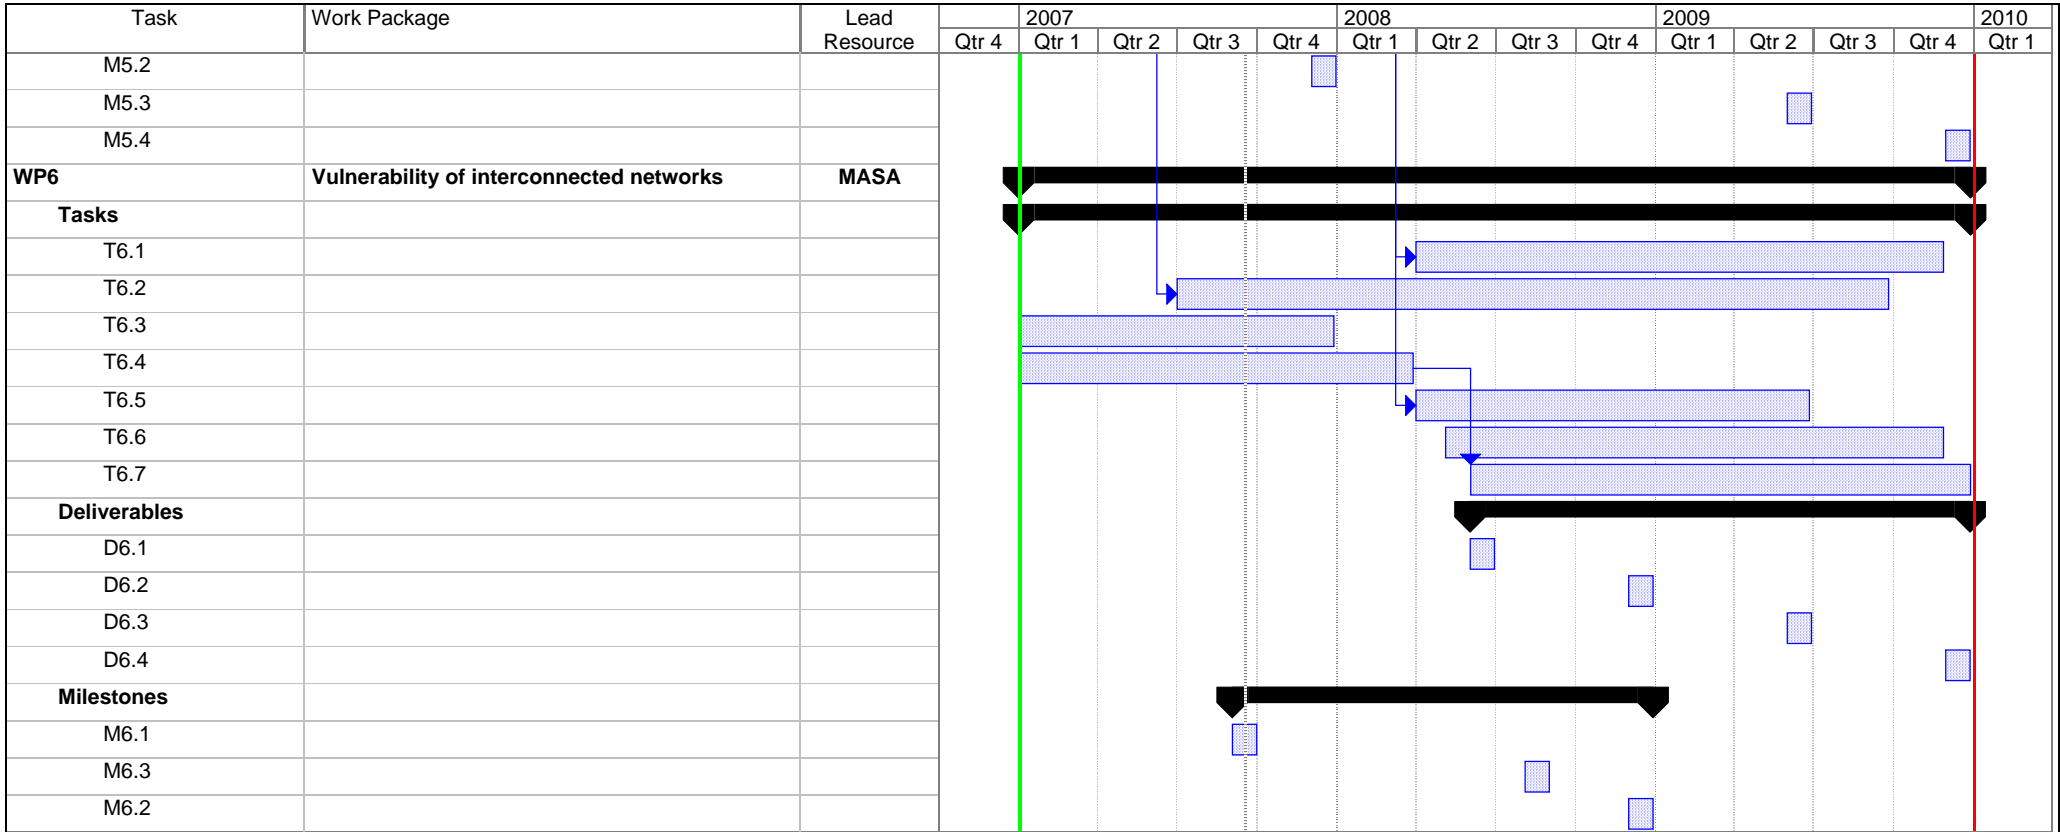 Task Work Package Lead Resource 2007 2008 2009 2010
Qtr 4 Qtr 1 Qtr 2 Qtr 3 Qtr 4 Qtr 1 Qtr 2 Qtr 3 Qtr 4 Qtr 1 Qtr 2 Qtr 3 Qtr 4 Qtr 1
M5.2
M5.3
M5.4
WP6 Vulnerability of interconnected networks MASA
Tasks
T6.1
T6.2
T6.3
T6.4
T6.5
T6.6
T6.7
Deliverables
D6.1
D6.2
D6.3
D6.4
Milestones
M6.1
M6.3
M6.2